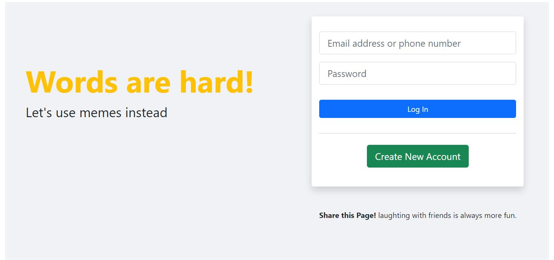 Words are hard!
Let's use memes instead
Email address or phone number
Password
Log In
Create New Account
Share this Page! laughting with friends is always more fun.